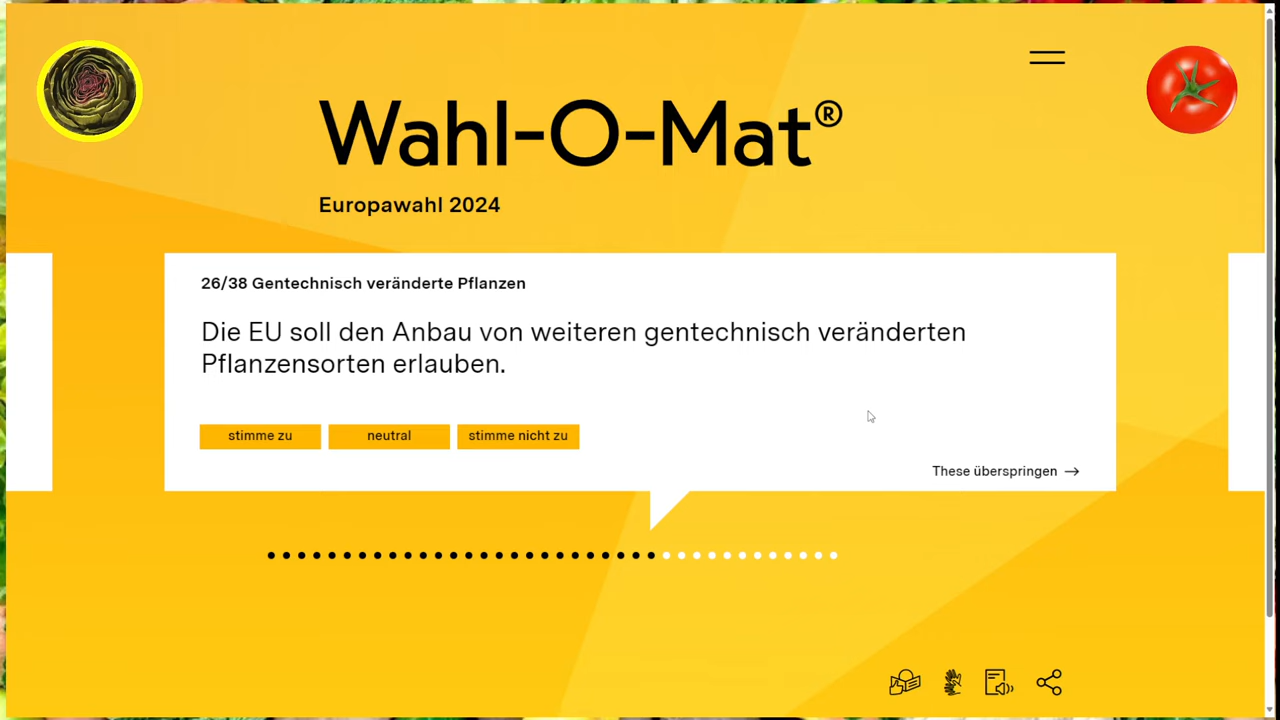 Wahl-O-Mat®
Europawahl 2024
26/38 Gentechnisch veränderte Pflanzen
Die EU soll den Anbau von weiteren gentechnisch veränderten
Pflanzensorten erlauben.
stimme zu
neutral
stimme nicht zu
These überspringen →